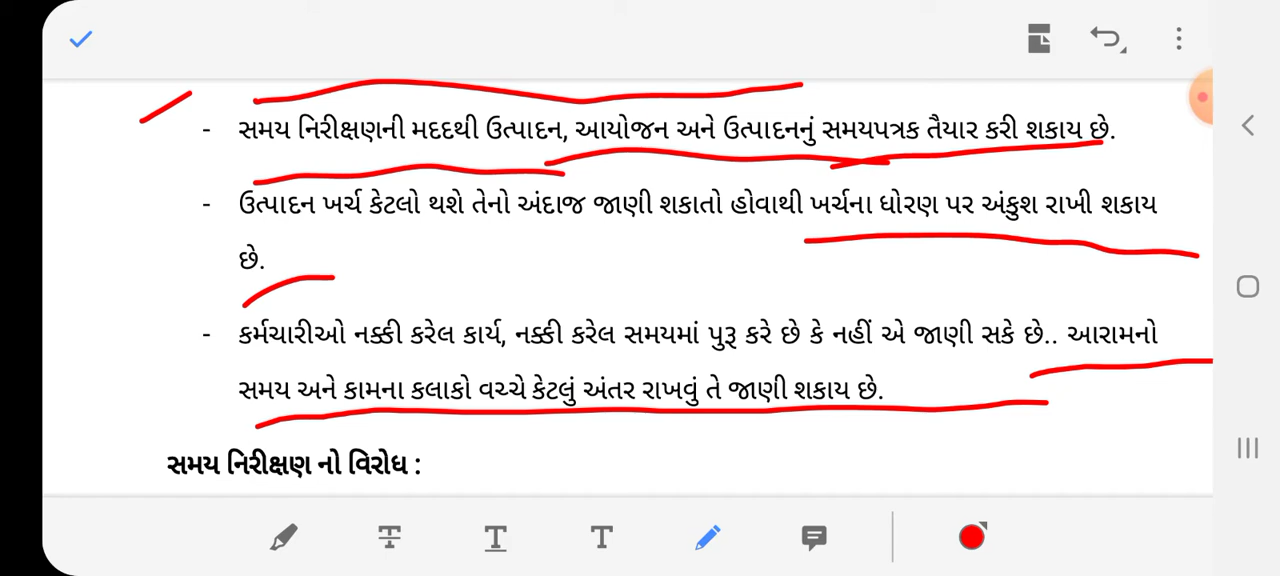 - સમય નિરીક્ષણની મદદથી ઉત્પાદન, આયોજન અને ઉત્પાદનનું સમયપત્રક તૈયાર કરી શકાય છે.
- ઉત્પાદન ખર્ચ કેટલો થશે તેનો અંદાજ જાણી શકાતો હોવાથી ખર્ચના ધોરણ પર અંકુશ રાખી શકાય
છે.
- કર્મચારીઓ નક્કી કરેલ કાર્ય, નક્કી કરેલ સમયમાં પુરૂ કરે છે કે નહીં એ જાણી સકે છે.. આરામનો
સમય અને કામના કલાકો વચ્ચે કેટલું અંતર રાખવું તે જાણી શકાય છે.
સમય નિરીક્ષણ નો વિરોધ :